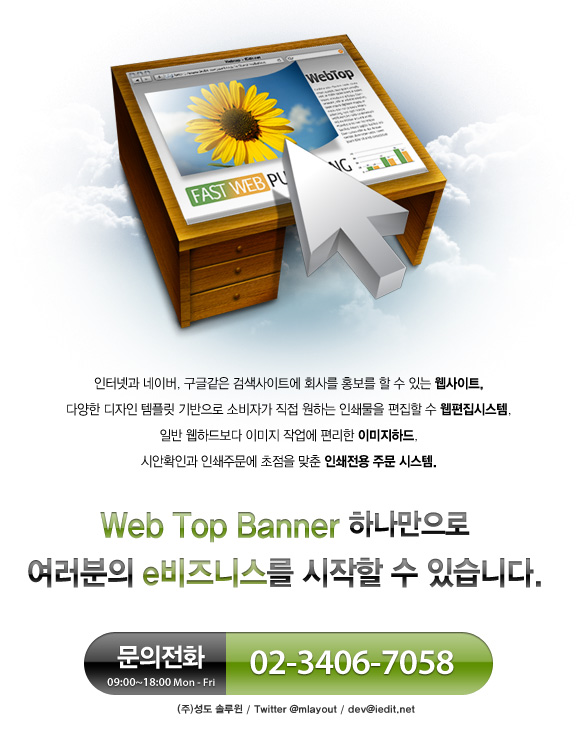 WebTop
FAST WEB
인터넷과 네이버, 구글같은 검색사이트에 회사를 홍보를 할 수 있는 웹사이트,
다양한 디자인 템플릿 기반으로 소비자가 직접 원하는 인쇄물을 편집할 수 웹편집시스템,
일반 웹하드보다 이미지 작업에 편리한 이미지하드,
시안확인과 인쇄주문에 초점을 맞춘 인쇄전용 주문 시스템.
Web Top Banner 하나만으로
여러분의 e비즈니스를 시작할 수 있습니다.
문의전화
09:00~18:00 Mon - Fri
02-3406-7058
(주)성도 솔루윈 / Twitter @mlayout / dev@iedit.net